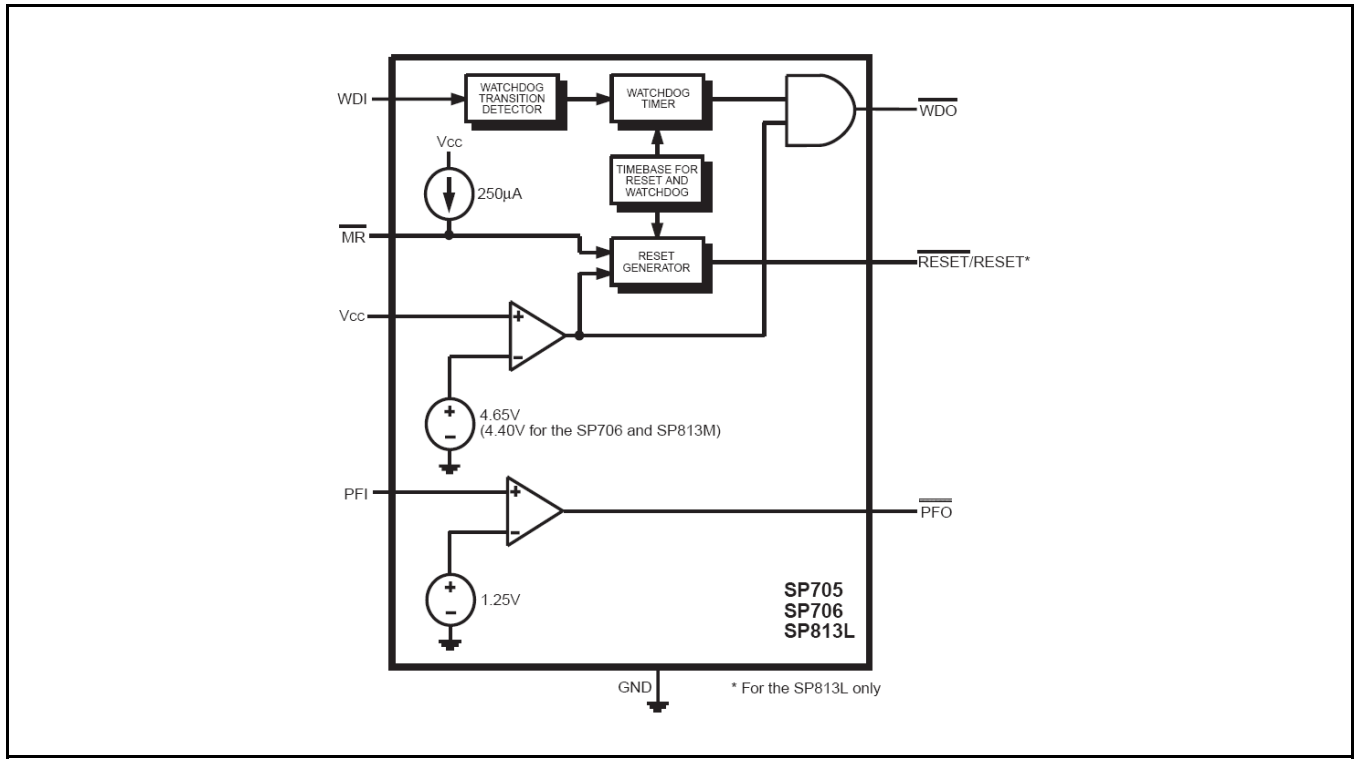 WDI
WATCHDOG
TRANSITION
DETECTOR
WATCHDOG
TIMER
WDO
Vcc
TIMEBASE FOR
RESET AND
WATCHDOG
250µA
MR
RESET
GENERATOR
RESET/RESET*
Vcc
+
−
+
−
4.65V
(4.40V for the SP706 and SP813M)
PFI
+
−
PFO
+
−
1.25V
SP705
SP706
SP813L
GND
* For the SP813L only